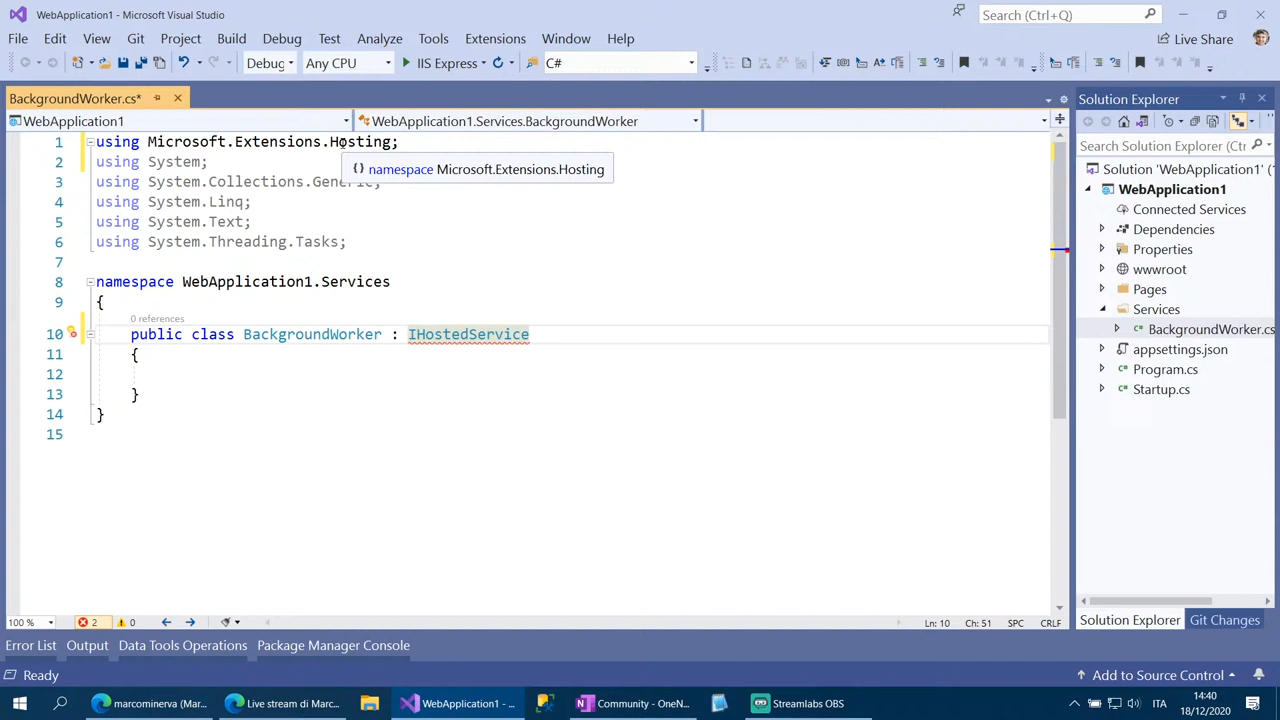 WebApplication1 - Microsoft Visual Studio
Search (Ctrl+Q)
File Edit View Git Project Build Debug Test Analyze Tools Extensions Window Help
Live Share
Debug Any CPU IIS Express C#
BackgroundWorker.cs*
WebApplication1 WebApplication1.Services.BackgroundWorker
1 using Microsoft.Extensions.Hosting;
2 using System;
{ } namespace Microsoft.Extensions.Hosting
3 using System.Collections.Generic;
4 using System.Linq;
5 using System.Text;
6 using System.Threading.Tasks;
7
8 namespace WebApplication1.Services
9 {
0 references
10 public class BackgroundWorker : IHostedService
11 {
12
13 }
14 }
15
100 % 2 0 Ln: 10 Ch: 51 SPC CRLF
Solution Explorer
Search Solution Explorer (Ctr
Solution 'WebApplication1' (
WebApplication1
Connected Services
Dependencies
Properties
wwwroot
Pages
Services
C# BackgroundWorker.cs
appsettings.json
C# Program.cs
C# Startup.cs
Solution Explorer Git Changes
Error List Output Data Tools Operations Package Manager Console
Ready
Add to Source Control
marcominerva (Mar... Live stream di Marc... WebApplication1 - ... Community - OneN... Streamlabs OBS
ITA
14:40
18/12/2020